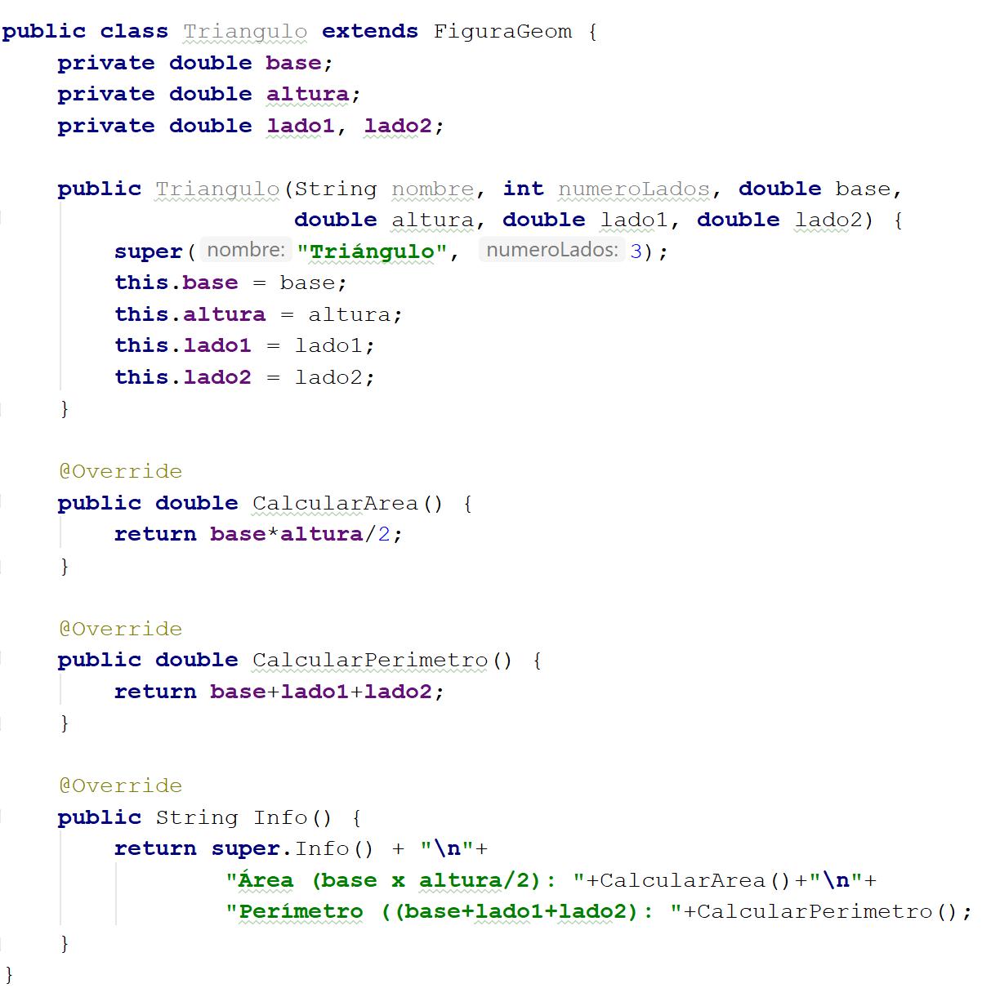 public class Triangulo extends FiguraGeom {
    private double base;
    private double altura;
    private double lado1, lado2;

    public Triangulo(String nombre, int numeroLados, double base,
                     double altura, double lado1, double lado2) {
        super( nombre: "Triángulo", numeroLados: 3);
        this.base = base;
        this.altura = altura;
        this.lado1 = lado1;
        this.lado2 = lado2;
    }

    @Override
    public double CalcularArea() {
        return base*altura/2;
    }

    @Override
    public double CalcularPerimetro() {
        return base+lado1+lado2;
    }

    @Override
    public String Info() {
        return super.Info() + "\n"+
                "Área (base x altura/2): "+CalcularArea()+"\n"+
                "Perímetro ((base+lado1+lado2): "+CalcularPerimetro();
    }
}